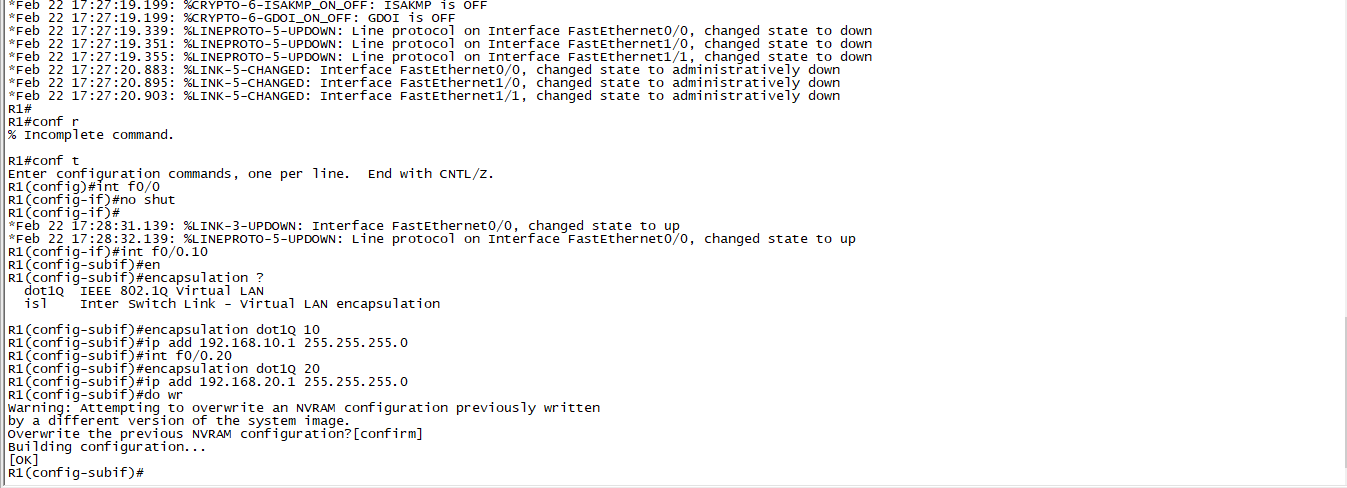 *Feb 22 17:27:19.199: %CRYPTO-6-ISAKMP_ON_OFF: ISAKMP is OFF
*Feb 22 17:27:19.199: %CRYPTO-6-GDOI_ON_OFF: GDOI is OFF
*Feb 22 17:27:19.339: %LINEPROTO-5-UPDOWN: Line protocol on Interface FastEthernet0/0, changed state to down
*Feb 22 17:27:19.351: %LINEPROTO-5-UPDOWN: Line protocol on Interface FastEthernet1/0, changed state to down
*Feb 22 17:27:19.355: %LINEPROTO-5-UPDOWN: Line protocol on Interface FastEthernet1/1, changed state to down
*Feb 22 17:27:20.883: %LINK-5-CHANGED: Interface FastEthernet0/0, changed state to administratively down
*Feb 22 17:27:20.895: %LINK-5-CHANGED: Interface FastEthernet1/0, changed state to administratively down
*Feb 22 17:27:20.903: %LINK-5-CHANGED: Interface FastEthernet1/1, changed state to administratively down
R1#
R1#conf r
% Incomplete command.

R1#conf t
Enter configuration commands, one per line.  End with CNTL/Z.
R1(config)#int f0/0
R1(config-if)#no shut
R1(config-if)#
*Feb 22 17:28:31.139: %LINK-3-UPDOWN: Interface FastEthernet0/0, changed state to up
*Feb 22 17:28:32.139: %LINEPROTO-5-UPDOWN: Line protocol on Interface FastEthernet0/0, changed state to up
R1(config-if)#int f0/0.10
R1(config-subif)#en
R1(config-subif)#encapsulation ?
  dot1Q  IEEE 802.1Q Virtual LAN
  isl    Inter Switch Link - Virtual LAN encapsulation

R1(config-subif)#encapsulation dot1Q 10
R1(config-subif)#ip add 192.168.10.1 255.255.255.0
R1(config-subif)#int f0/0.20
R1(config-subif)#encapsulation dot1Q 20
R1(config-subif)#ip add 192.168.20.1 255.255.255.0
R1(config-subif)#do wr
Warning: Attempting to overwrite an NVRAM configuration previously written
by a different version of the system image.
Overwrite the previous NVRAM configuration?[confirm]
Building configuration...
[OK]
R1(config-subif)#